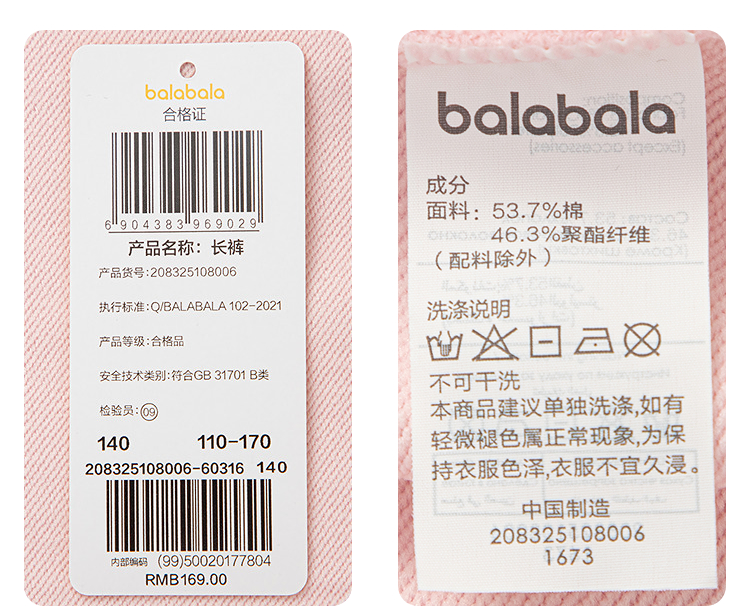 balabala
合格证
6904383969029
产品名称：长裤
产品货号：208325108006
执行标准：Q/BALABALA 102-2021
产品等级：合格品
安全技术类别：符合GB 31701 B类
检验员：09
140 110-170
208325108006-60316 140
内部编码 (99)50020177804
RMB169.00
balabala
成分
面料：53.7%棉
46.3%聚酯纤维
（配料除外）
洗涤说明
不可干洗
本商品建议单独洗涤,如有
轻微褪色属正常现象,为保
持衣服色泽,衣服不宜久浸。
中国制造
208325108006
1673